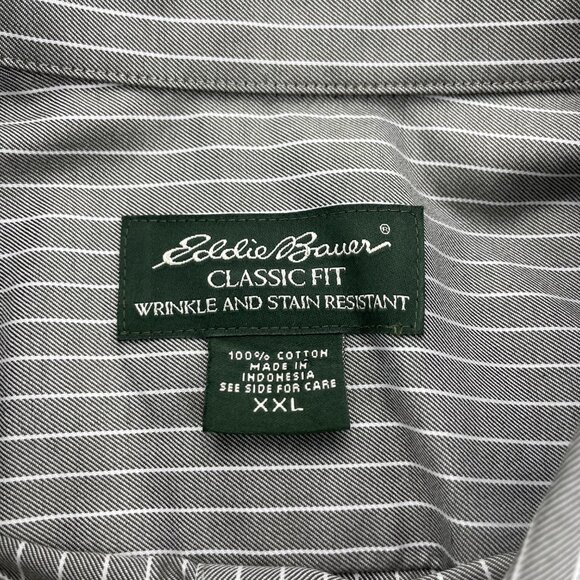 Eddie Bauer®
CLASSIC FIT
WRINKLE AND STAIN RESISTANT
100% COTTON
MADE IN
INDONESIA
SEE SIDE FOR CARE
XXL